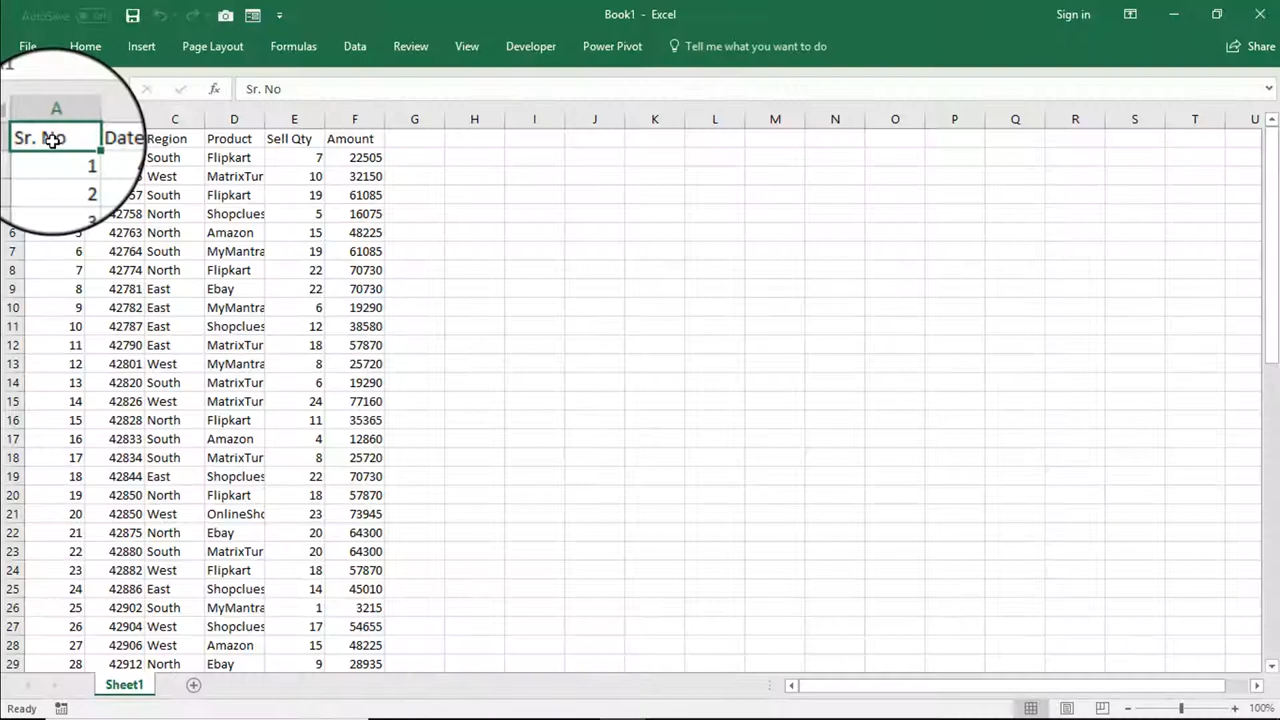 AutoSave Off Book1 - Excel Sign in
File Home Insert Page Layout Formulas Data Review View Developer Power Pivot Tell me what you want to do Share
fx Sr. No
A C D E F G H I J K L M N O P Q R S T U
Sr. No Date Region Product Sell Qty Amount
1 South Flipkart 7 22505
2 West MatrixTur 10 32150
South Flipkart 19 61085
42758 North Shopclues 5 16075
6 5 42763 North Amazon 15 48225
7 6 42764 South MyMantra 19 61085
8 7 42774 North Flipkart 22 70730
9 8 42781 East Ebay 22 70730
10 9 42782 East MyMantra 6 19290
11 10 42787 East Shopclues 12 38580
12 11 42790 East MatrixTur 18 57870
13 12 42801 West MyMantra 8 25720
14 13 42820 South MatrixTur 6 19290
15 14 42826 West MatrixTur 24 77160
16 15 42828 North Flipkart 11 35365
17 16 42833 South Amazon 4 12860
18 17 42834 South MatrixTur 8 25720
19 18 42844 East Shopclues 22 70730
20 19 42850 North Flipkart 18 57870
21 20 42850 West OnlineSho 23 73945
22 21 42875 North Ebay 20 64300
23 22 42880 South MatrixTur 20 64300
24 23 42882 West Flipkart 18 57870
25 24 42886 East Shopclues 14 45010
26 25 42902 South MyMantra 1 3215
27 26 42904 West Shopclues 17 54655
28 27 42906 West Amazon 15 48225
29 28 42912 North Ebay 9 28935
Sheet1
Ready 100%